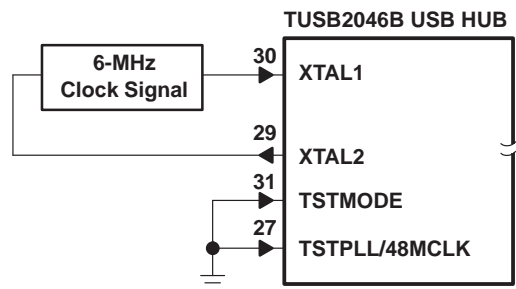 TUSB2046B USB HUB
6-MHz
Clock Signal
30
XTAL1
29
XTAL2
31
TSTMODE
27
TSTPLL/48MCLK